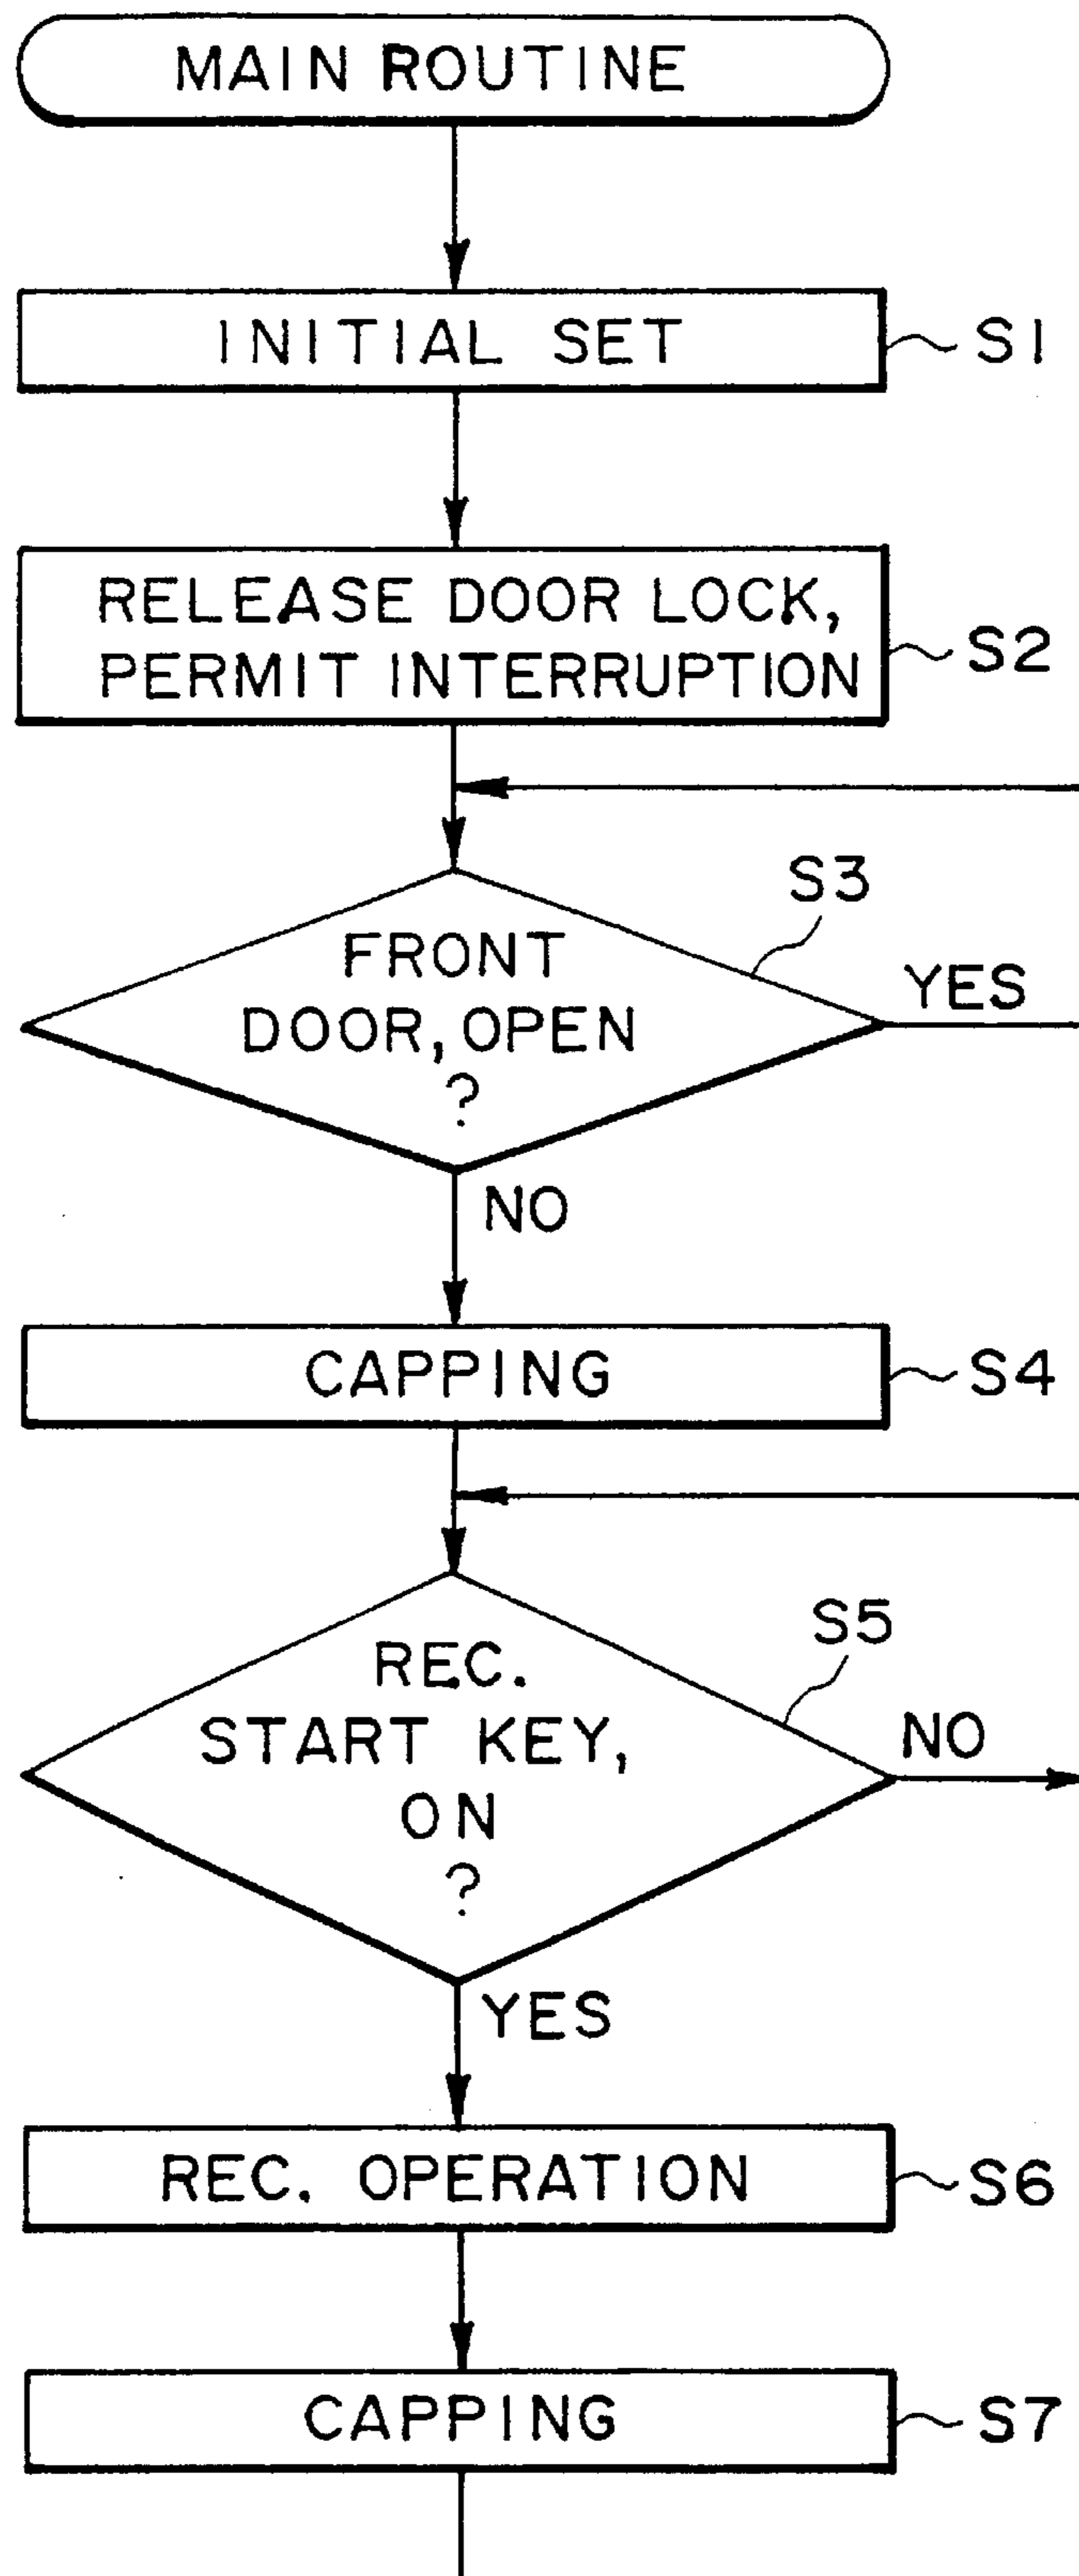 MAIN ROUTINE
INITIAL SET
S1
RELEASE DOOR LOCK,
PERMIT INTERRUPTION
S2
S3
FRONT
DOOR, OPEN
?
YES
NO
CAPPING
S4
S5
REC.
START KEY,
ON
?
NO
YES
REC. OPERATION
S6
CAPPING
S7